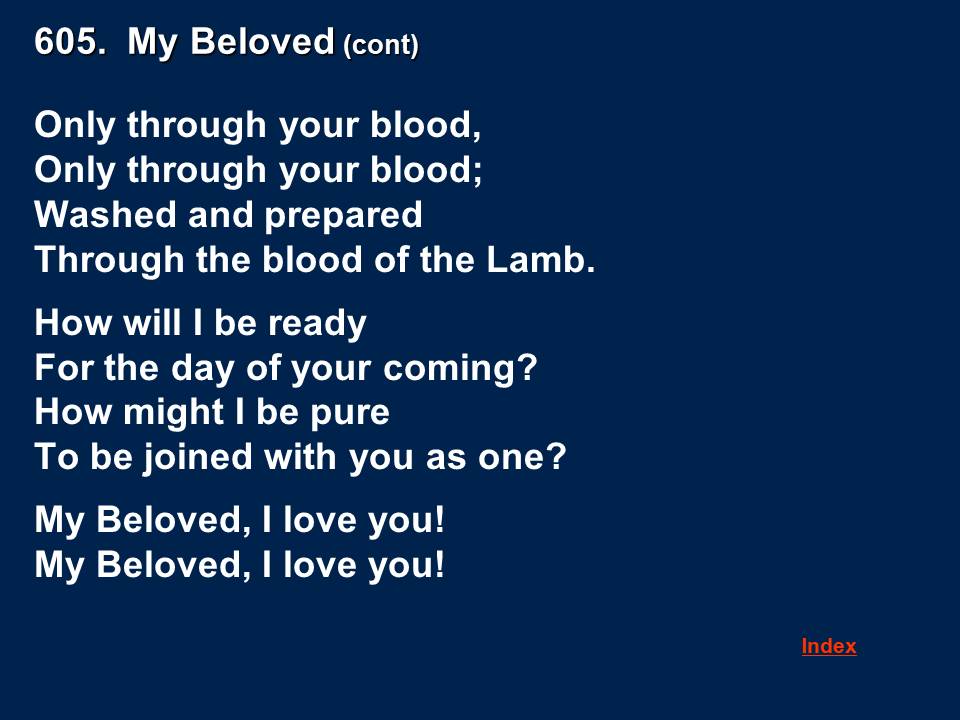 605. My Beloved (cont)
Only through your blood,
Only through your blood;
Washed and prepared
Through the blood of the Lamb.
How will I be ready
For the day of your coming?
How might I be pure
To be joined with you as one?
My Beloved, I love you!
My Beloved, I love you!
Index